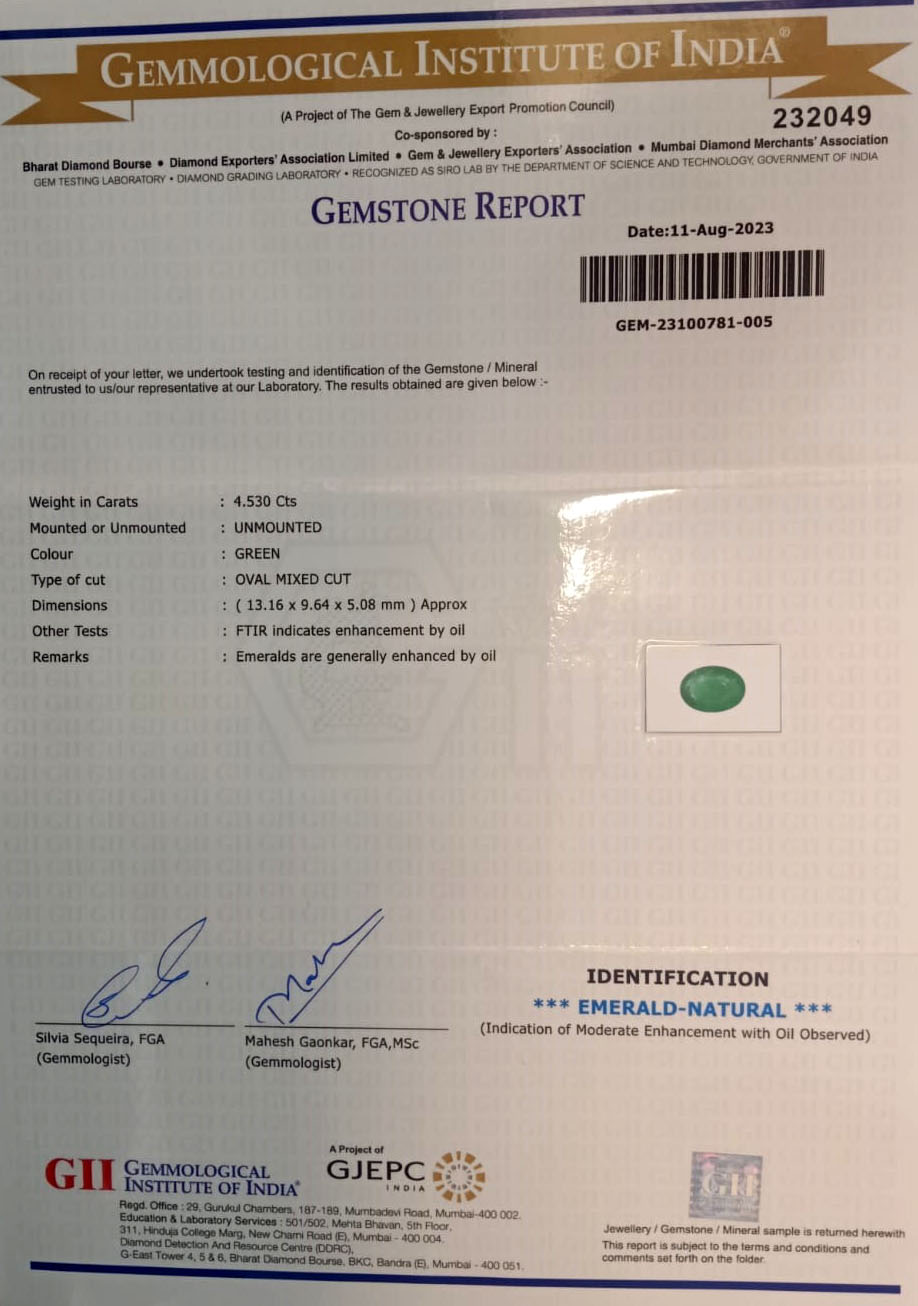 GEMMOLOGICAL INSTITUTE OF INDIA®
(A Project of The Gem & Jewellery Export Promotion Council)
232049
Co-sponsored by :
Bharat Diamond Bourse • Diamond Exporters' Association Limited • Gem & Jewellery Exporters' Association • Mumbai Diamond Merchants' Association
GEM TESTING LABORATORY • DIAMOND GRADING LABORATORY • RECOGNIZED AS SIRO LAB BY THE DEPARTMENT OF SCIENCE AND TECHNOLOGY, GOVERNMENT OF INDIA
GEMSTONE REPORT
Date:11-Aug-2023
GEM-23100781-005
On receipt of your letter, we undertook testing and identification of the Gemstone / Mineral
entrusted to us/our representative at our Laboratory. The results obtained are given below :-
Weight in Carats : 4.530 Cts
Mounted or Unmounted : UNMOUNTED
Colour : GREEN
Type of cut : OVAL MIXED CUT
Dimensions : ( 13.16 x 9.64 x 5.08 mm ) Approx
Other Tests : FTIR indicates enhancement by oil
Remarks : Emeralds are generally enhanced by oil
IDENTIFICATION
*** EMERALD-NATURAL ***
(Indication of Moderate Enhancement with Oil Observed)
Silvia Sequeira, FGA
(Gemmologist)
Mahesh Gaonkar, FGA,MSc
(Gemmologist)
GII GEMMOLOGICAL
INSTITUTE OF INDIA®
A Project of
GJEPC
INDIA
GII
Regd. Office : 29, Gurukul Chambers, 187-189, Mumbadevi Road, Mumbai-400 002.
Education & Laboratory Services : 501/502, Mehta Bhavan, 5th Floor,
311, Hinduja College Marg, New Charni Road (E), Mumbai - 400 004.
Diamond Detection And Resource Centre (DDRC),
G-East Tower 4, 5 & 6, Bharat Diamond Bourse, BKC, Bandra (E), Mumbai - 400 051.
Jewellery / Gemstone / Mineral sample is returned herewith
This report is subject to the terms and conditions and
comments set forth on the folder.